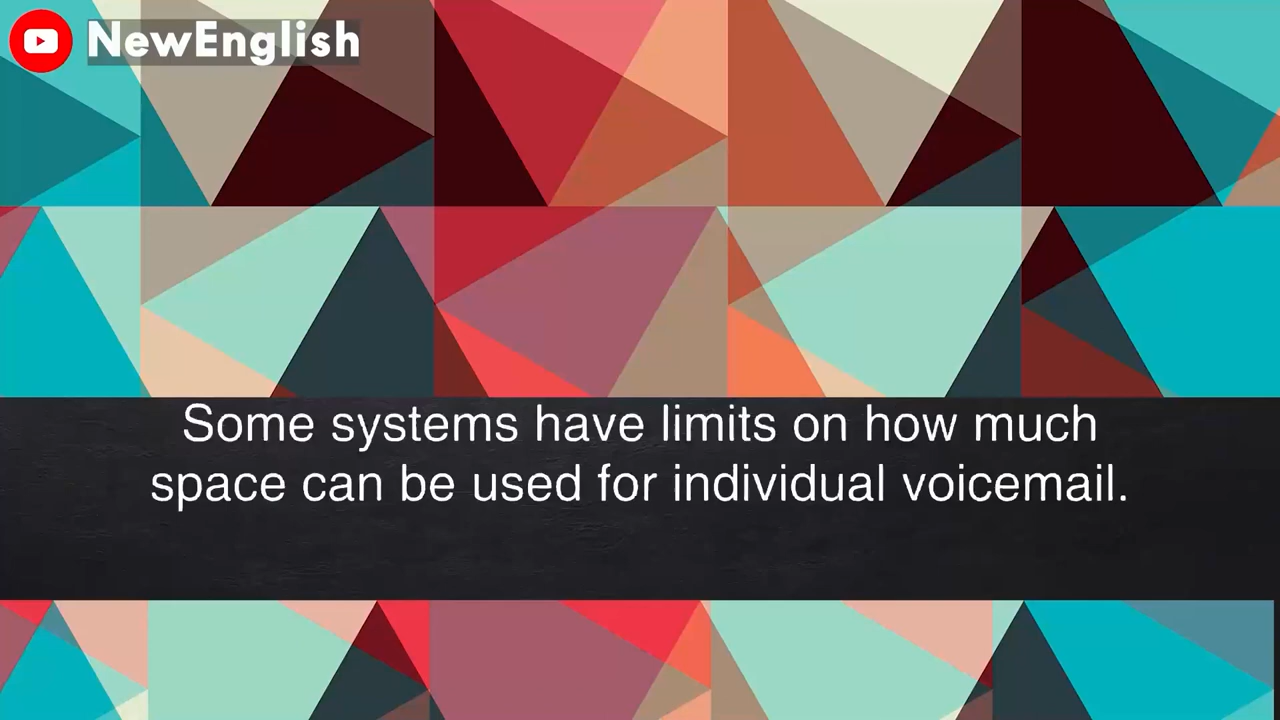 NewEnglish
Some systems have limits on how much
space can be used for individual voicemail.